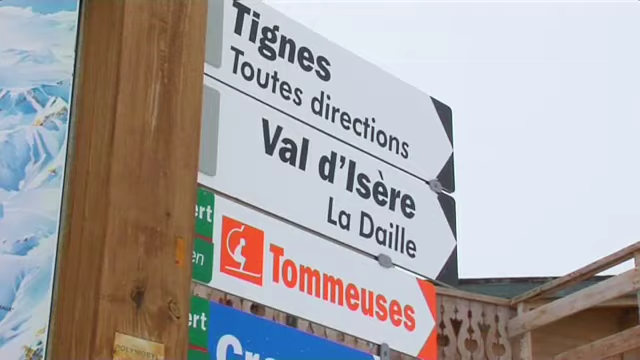 Tignes
Toutes directions
Val d'Isère
La Daille
Tommeuses